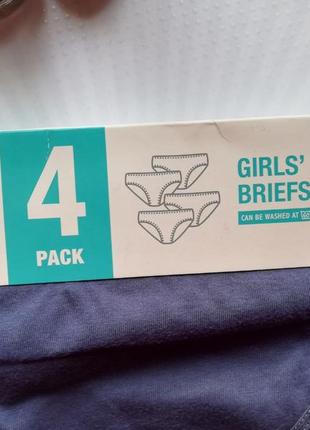 4
PACK
GIRLS'
BRIEFS
CAN BE WASHED AT